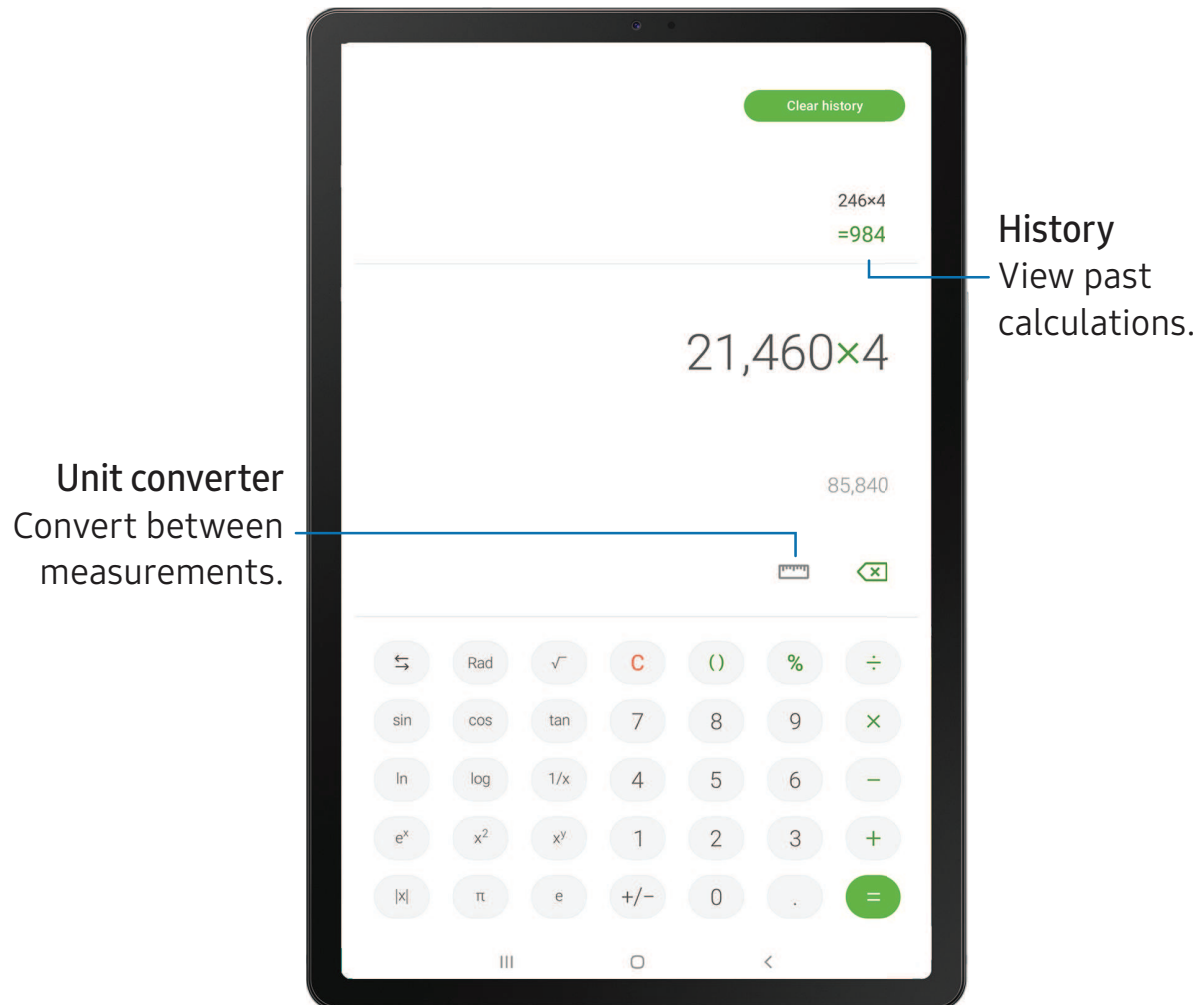 Clear history
246×4
=984
History
View past
calculations.
21,460×4
85,840
Unit converter
Convert between
measurements.
⇆ Rad √‾ C () % ÷
sin cos tan 7 8 9 ×
ln log 1/x 4 5 6 −
eˣ x² xʸ 1 2 3 +
|x| π e +/− 0 . =